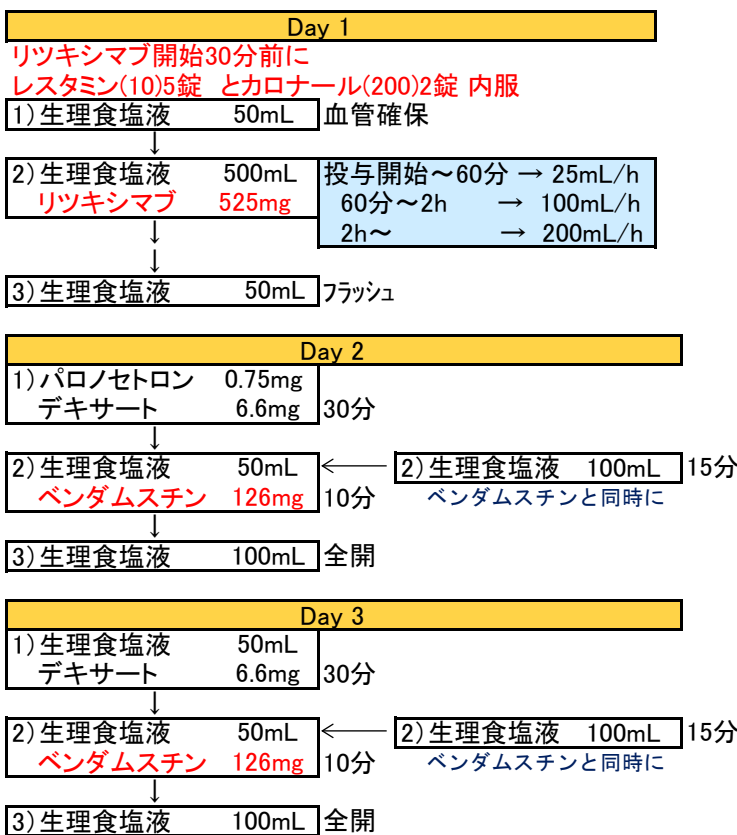 Day 1
リツキシマブ開始30分前に
レスタミン(10)5錠 とカロナール(200)2錠 内服
1)生理食塩液 50mL 血管確保
↓
2)生理食塩液 500mL 投与開始～60分 → 25mL/h
リツキシマブ 525mg 60分～2h → 100mL/h
↓ 2h～ → 200mL/h
↓
3)生理食塩液 50mL フラッシュ
Day 2
1)パロノセトロン 0.75mg
デキサート 6.6mg 30分
↓
2)生理食塩液 50mL ← 2)生理食塩液 100mL 15分
ベンダムスチン 126mg 10分 ベンダムスチンと同時に
↓
3)生理食塩液 100mL 全開
Day 3
1)生理食塩液 50mL
デキサート 6.6mg 30分
↓
2)生理食塩液 50mL ← 2)生理食塩液 100mL 15分
ベンダムスチン 126mg 10分 ベンダムスチンと同時に
↓
3)生理食塩液 100mL 全開